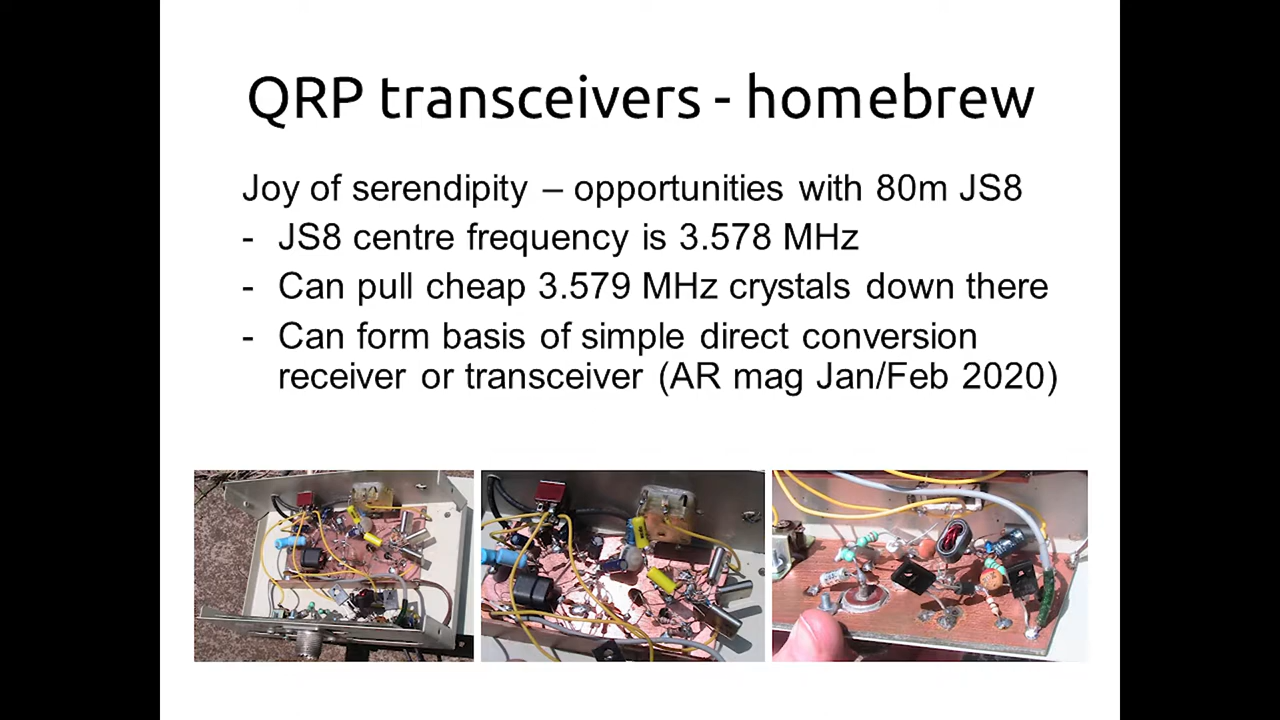 QRP transceivers - homebrew
Joy of serendipity – opportunities with 80m JS8
- JS8 centre frequency is 3.578 MHz
- Can pull cheap 3.579 MHz crystals down there
- Can form basis of simple direct conversion
receiver or transceiver (AR mag Jan/Feb 2020)